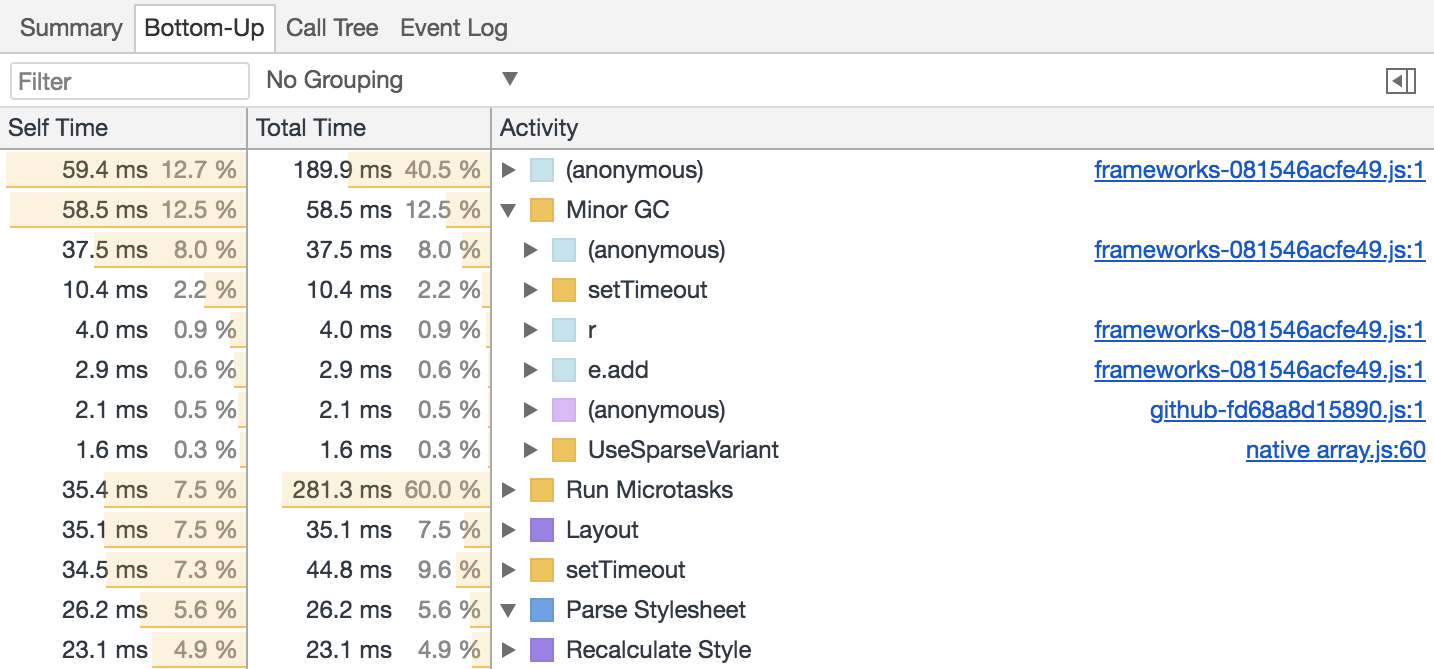 Summary Bottom-Up Call Tree Event Log
Filter No Grouping
Self Time Total Time Activity
59.4 ms 12.7 % 189.9 ms 40.5 % (anonymous) frameworks-081546acfe49.js:1
58.5 ms 12.5 % 58.5 ms 12.5 % Minor GC
37.5 ms 8.0 % 37.5 ms 8.0 % (anonymous) frameworks-081546acfe49.js:1
10.4 ms 2.2 % 10.4 ms 2.2 % setTimeout
4.0 ms 0.9 % 4.0 ms 0.9 % r frameworks-081546acfe49.js:1
2.9 ms 0.6 % 2.9 ms 0.6 % e.add frameworks-081546acfe49.js:1
2.1 ms 0.5 % 2.1 ms 0.5 % (anonymous) github-fd68a8d15890.js:1
1.6 ms 0.3 % 1.6 ms 0.3 % UseSparseVariant native array.js:60
35.4 ms 7.5 % 281.3 ms 60.0 % Run Microtasks
35.1 ms 7.5 % 35.1 ms 7.5 % Layout
34.5 ms 7.3 % 44.8 ms 9.6 % setTimeout
26.2 ms 5.6 % 26.2 ms 5.6 % Parse Stylesheet
23.1 ms 4.9 % 23.1 ms 4.9 % Recalculate Style